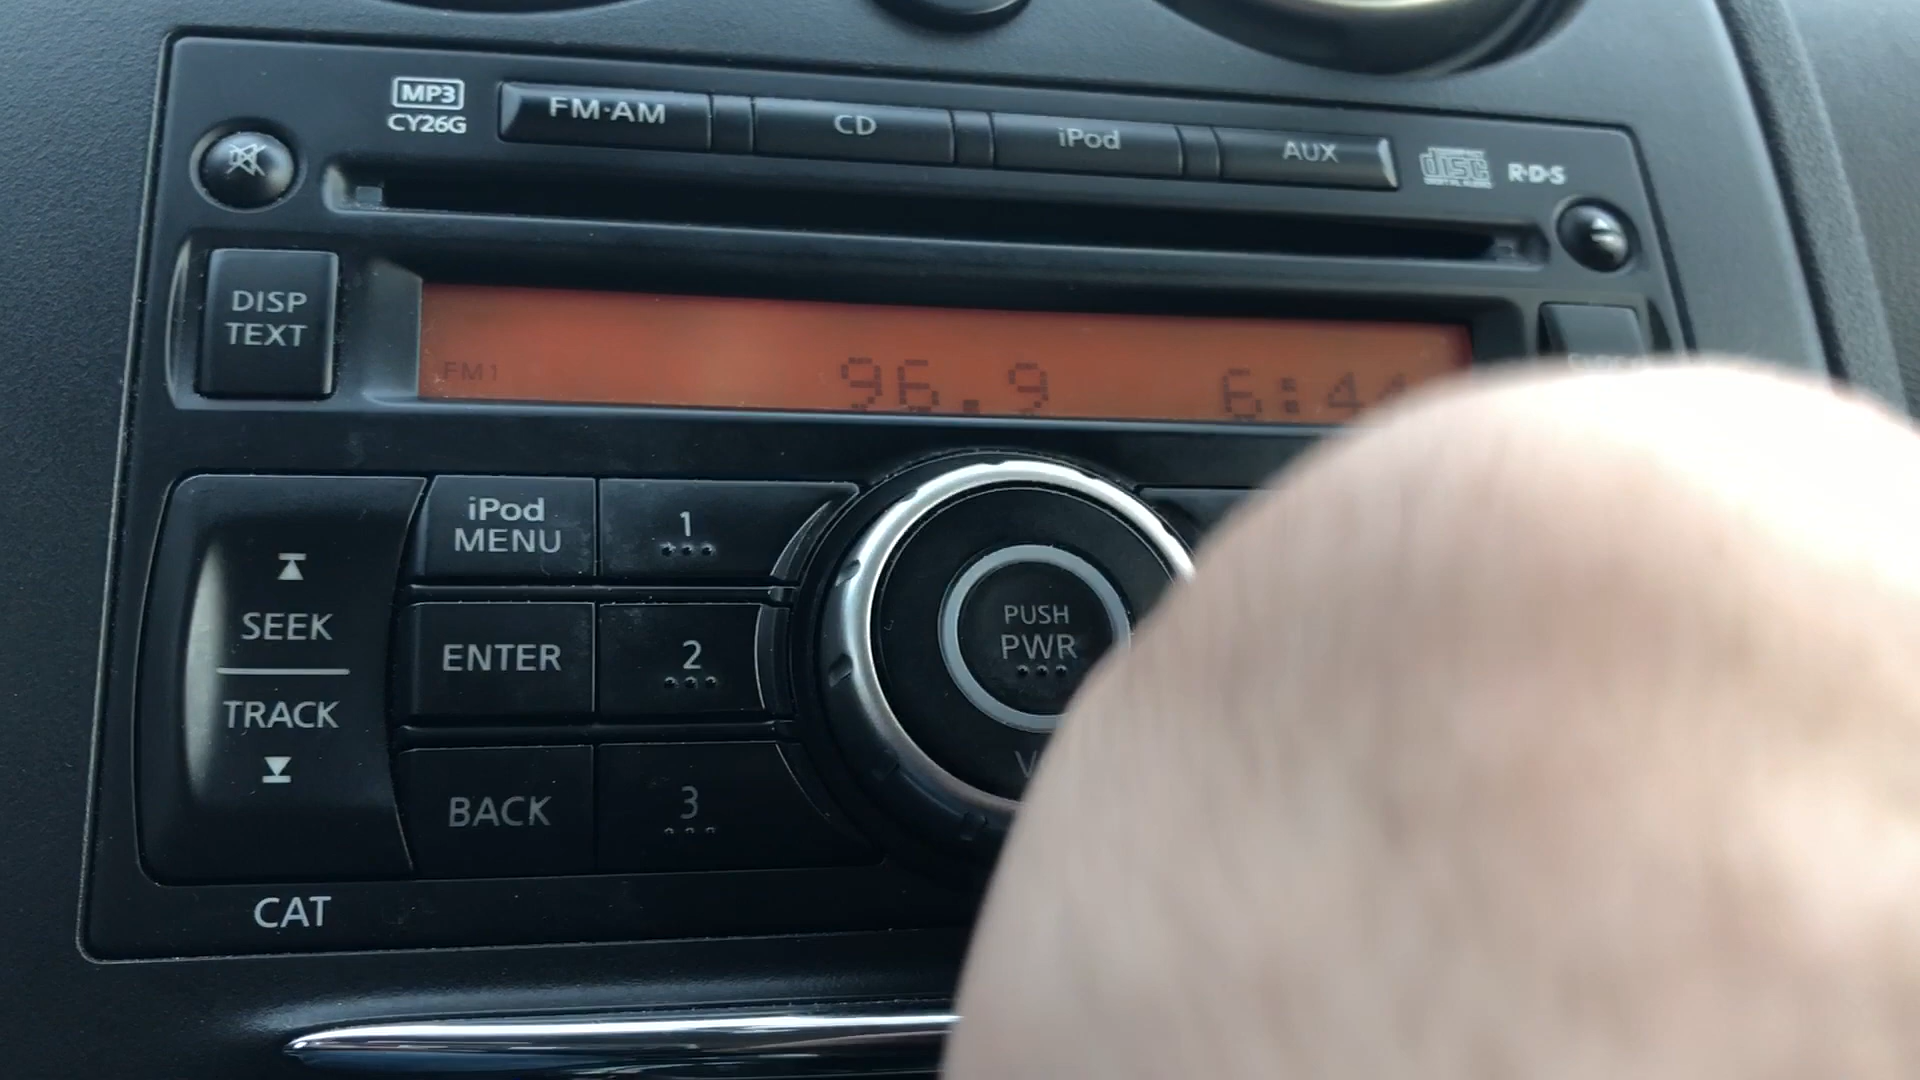 MP3
CY26G
FM·AM
CD
iPod
AUX
disc
R·D·S
DISP
TEXT
FM1
96.9
iPod
MENU
1
SEEK
ENTER
2
PUSH
PWR
TRACK
BACK
3
CAT